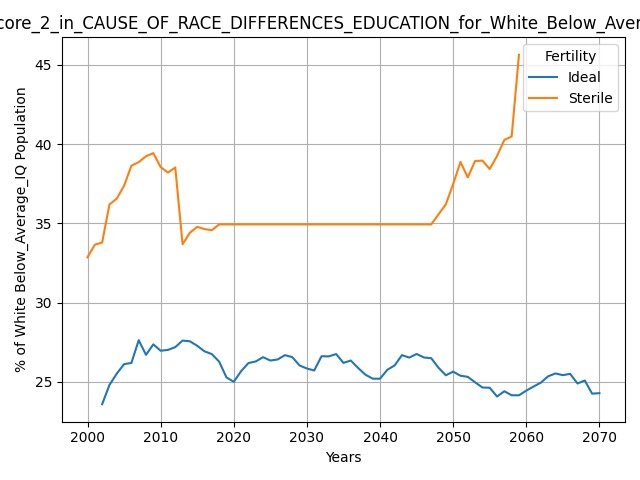 core_2_in_CAUSE_OF_RACE_DIFFERENCES_EDUCATION_for_White_Below_Aver
Fertility
Ideal
Sterile
% of White Below_Average_IQ Population
45
40
35
30
25
2000 2010 2020 2030 2040 2050 2060 2070
Years